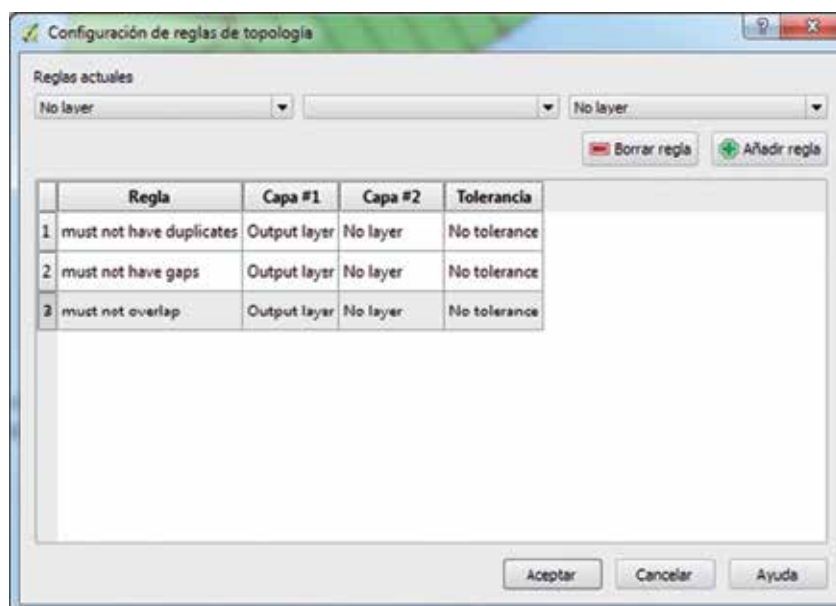 Configuración de reglas de topología
Reglas actuales
No layer No layer
Borrar regla Añadir regla
Regla Capa #1 Capa #2 Tolerancia
1 must not have duplicates Output layer No layer No tolerance
2 must not have gaps Output layer No layer No tolerance
3 must not overlap Output layer No layer No tolerance
Aceptar Cancelar Ayuda